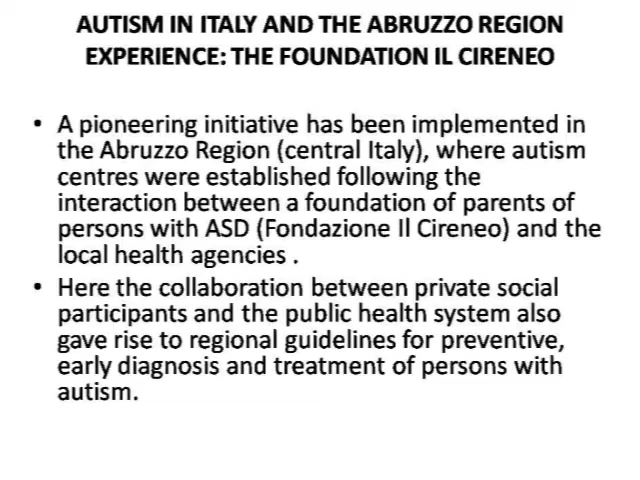 AUTISM IN ITALY AND THE ABRUZZO REGION
EXPERIENCE: THE FOUNDATION IL CIRENEO
• A pioneering initiative has been implemented in
the Abruzzo Region (central Italy), where autism
centres were established following the
interaction between a foundation of parents of
persons with ASD (Fondazione Il Cireneo) and the
local health agencies .
• Here the collaboration between private social
participants and the public health system also
gave rise to regional guidelines for preventive,
early diagnosis and treatment of persons with
autism.